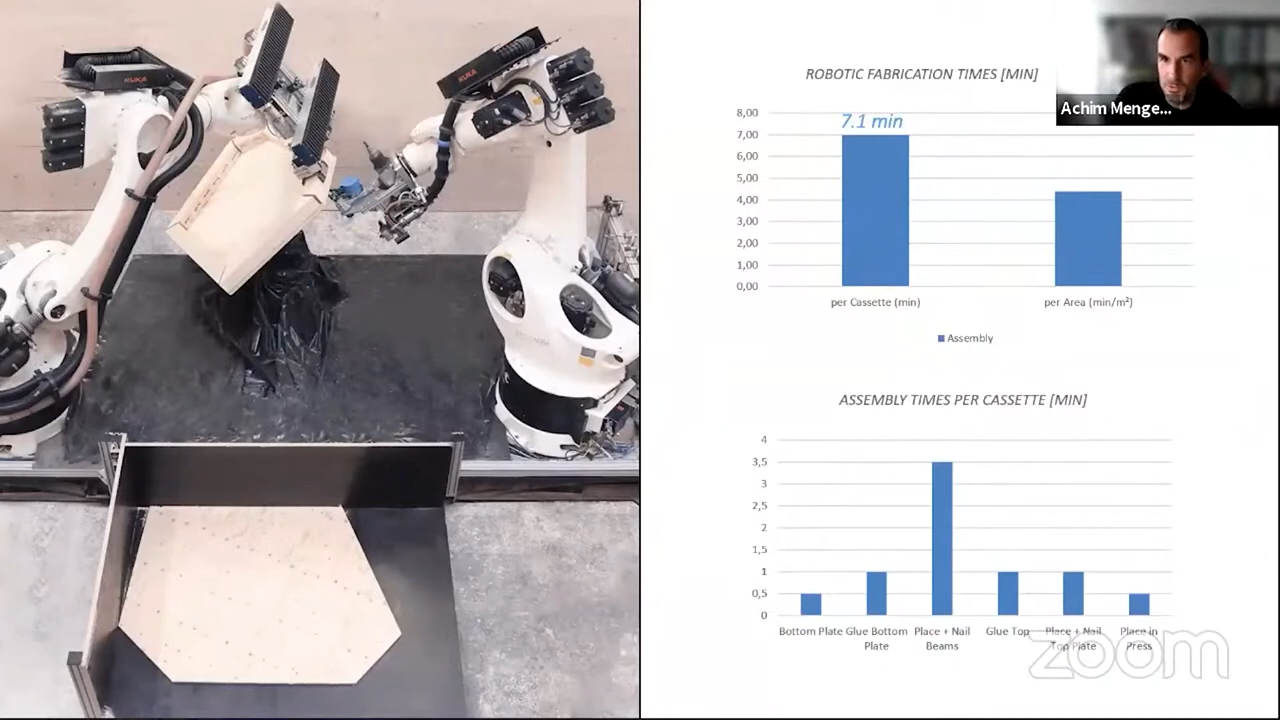 KUKA
KUKA
Achim Menge...
ROBOTIC FABRICATION TIMES [MIN]
7.1 min
8,00
7,00
6,00
5,00
4,00
3,00
2,00
1,00
0,00
per Cassette (min)
per Area (min/m²)
Assembly
ASSEMBLY TIMES PER CASSETTE [MIN]
4
3,5
3
2,5
2
1,5
1
0,5
0
Bottom Plate
Glue Bottom
Plate
Place + Nail
Beams
Glue Top
Place + Nail
Top Plate
Place in
Press
zoom